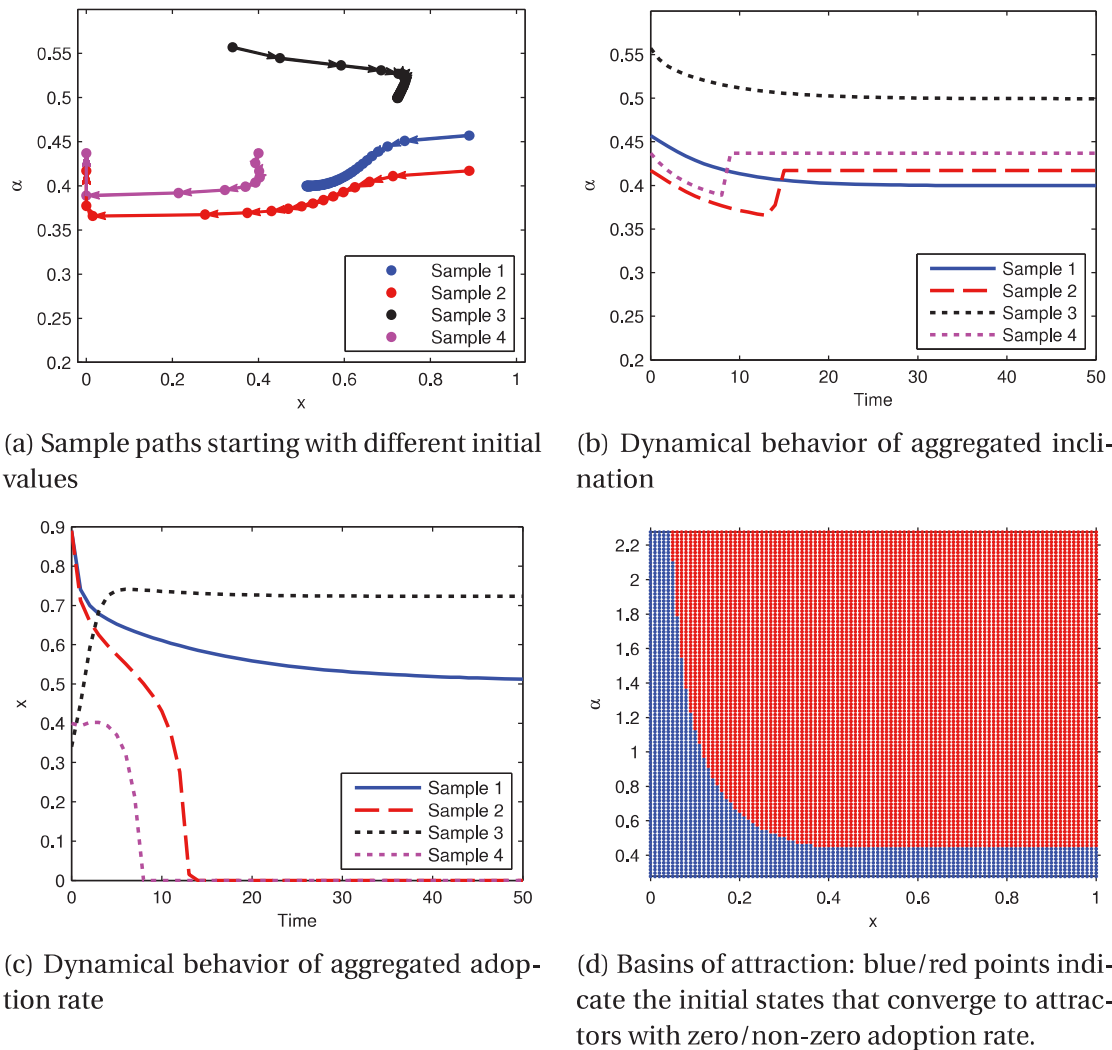 0.55
0.5
0.45
0.4
0.35
0.3
0.25
0.2
α
0
0.2
0.4
0.6
0.8
1
x
Sample 1
Sample 2
Sample 3
Sample 4
(a) Sample paths starting with different initial
values
0.6
0.5
0.4
0.3
0.2
α
0
10
20
30
40
50
Time
Sample 1
Sample 2
Sample 3
Sample 4
(b) Dynamical behavior of aggregated incli-
nation
0.9
0.8
0.7
0.6
0.5
0.4
0.3
0.2
0.1
0
x
0
10
20
30
40
50
Time
Sample 1
Sample 2
Sample 3
Sample 4
(c) Dynamical behavior of aggregated adop-
tion rate
2.2
2
1.8
1.6
1.4
1.2
1
0.8
0.6
0.4
α
0
0.2
0.4
0.6
0.8
1
x
(d) Basins of attraction: blue/red points indi-
cate the initial states that converge to attrac-
tors with zero/non-zero adoption rate.